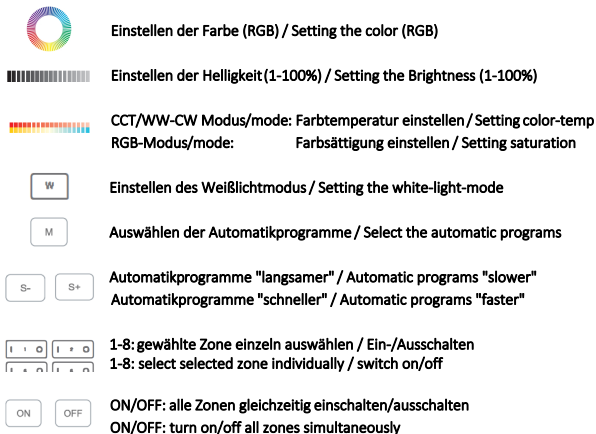 Einstellen der Farbe (RGB) / Setting the color (RGB)
Einstellen der Helligkeit (1-100%) / Setting the Brightness (1-100%)
CCT/WW-CW Modus/mode: Farbtemperatur einstellen / Setting color-temp
RGB-Modus/mode: Farbsättigung einstellen / Setting saturation
W Einstellen des Weißlichtmodus / Setting the white-light-mode
M Auswählen der Automatikprogramme / Select the automatic programs
S- S+ Automatikprogramme "langsamer" / Automatic programs "slower"
Automatikprogramme "schneller" / Automatic programs "faster"
1-8: gewählte Zone einzeln auswählen / Ein-/Ausschalten
1-8: select selected zone individually / switch on/off
ON OFF ON/OFF: alle Zonen gleichzeitig einschalten/ausschalten
ON/OFF: turn on/off all zones simultaneously